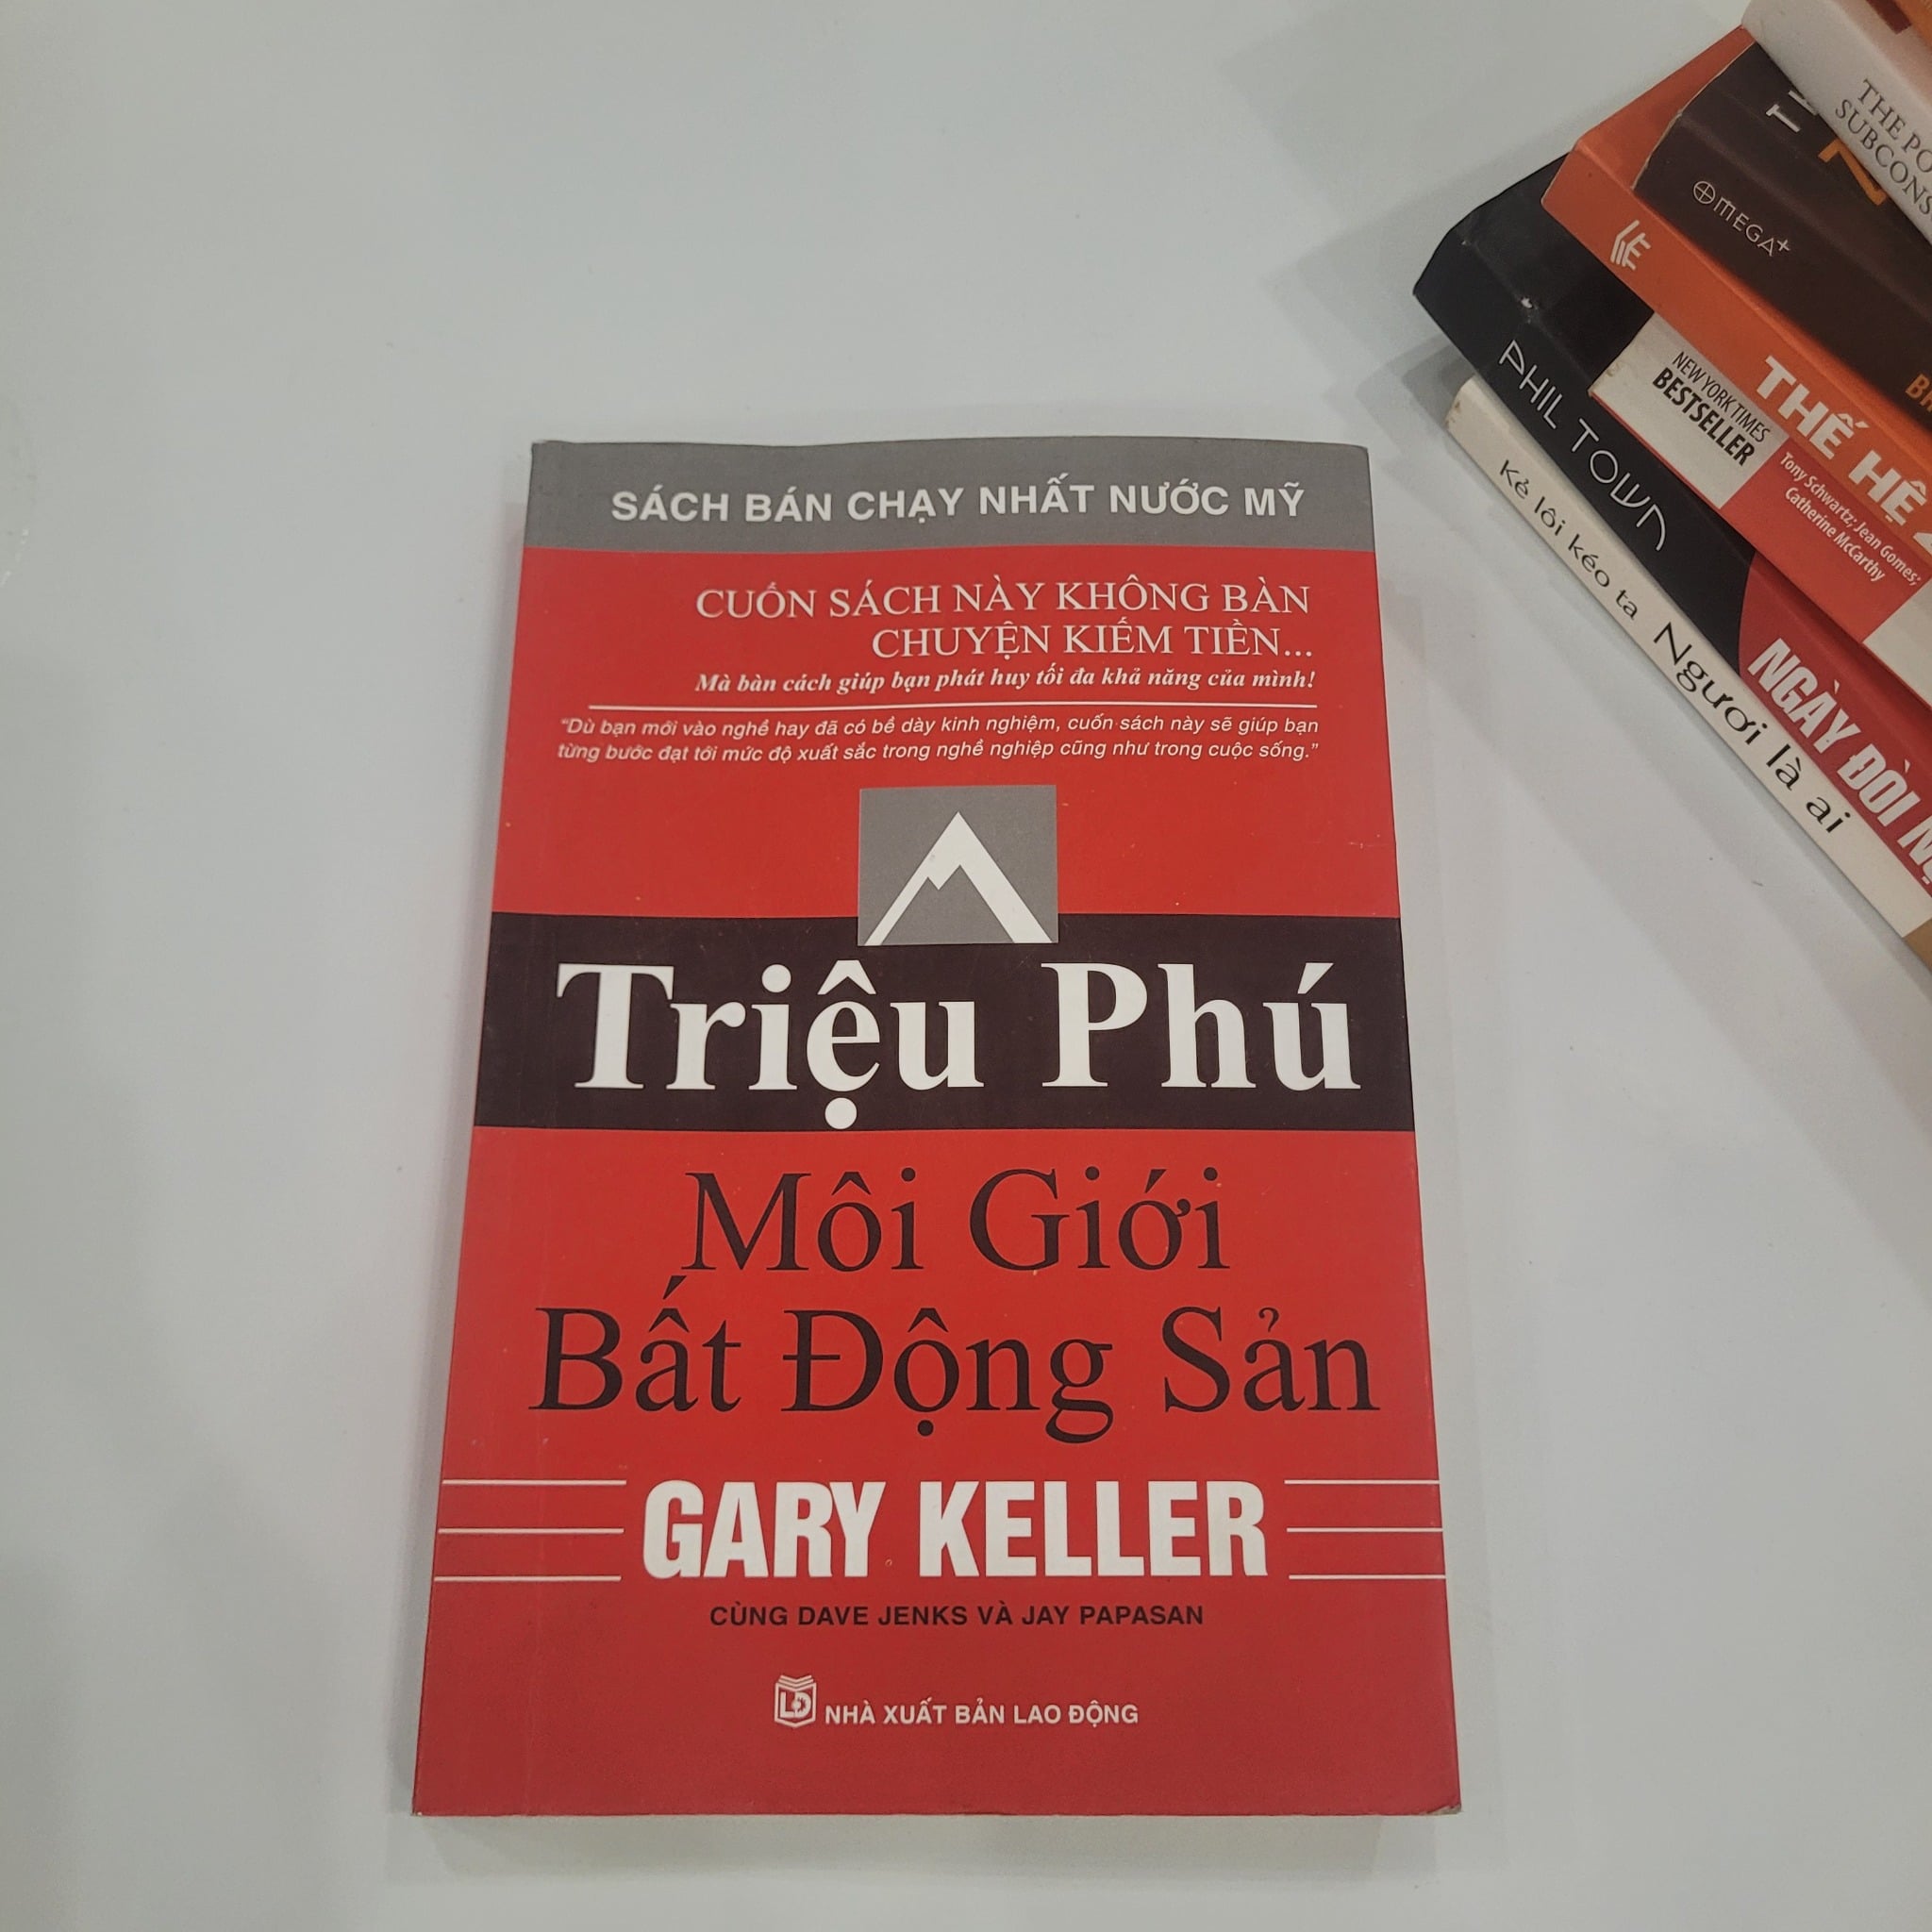 SÁCH BÁN CHẠY NHẤT NƯỚC MỸ
CUỐN SÁCH NÀY KHÔNG BÀN
CHUYỆN KIẾM TIỀN...
Mà bàn cách giúp bạn phát huy tối đa khả năng của mình!
"Dù bạn mới vào nghề hay đã có bề dày kinh nghiệm, cuốn sách này sẽ giúp bạn
từng bước đạt tới mức độ xuất sắc trong nghề nghiệp cũng như trong cuộc sống."
Triệu Phú
Môi Giới
Bất Động Sản
GARY KELLER
CÙNG DAVE JENKS VÀ JAY PAPASAN
LĐ
NHÀ XUẤT BẢN LAO ĐỘNG
THE
SUBCONS
OMEGA+
NEW YORK TIMES
BESTSELLER
THẾ HỆ
Tony Schwartz; Jean Gomes;
Catherine McCarthy
PHIL TOWN
NGÀY ĐÒI
Kẻ lôi kéo ta Ngươi là ai